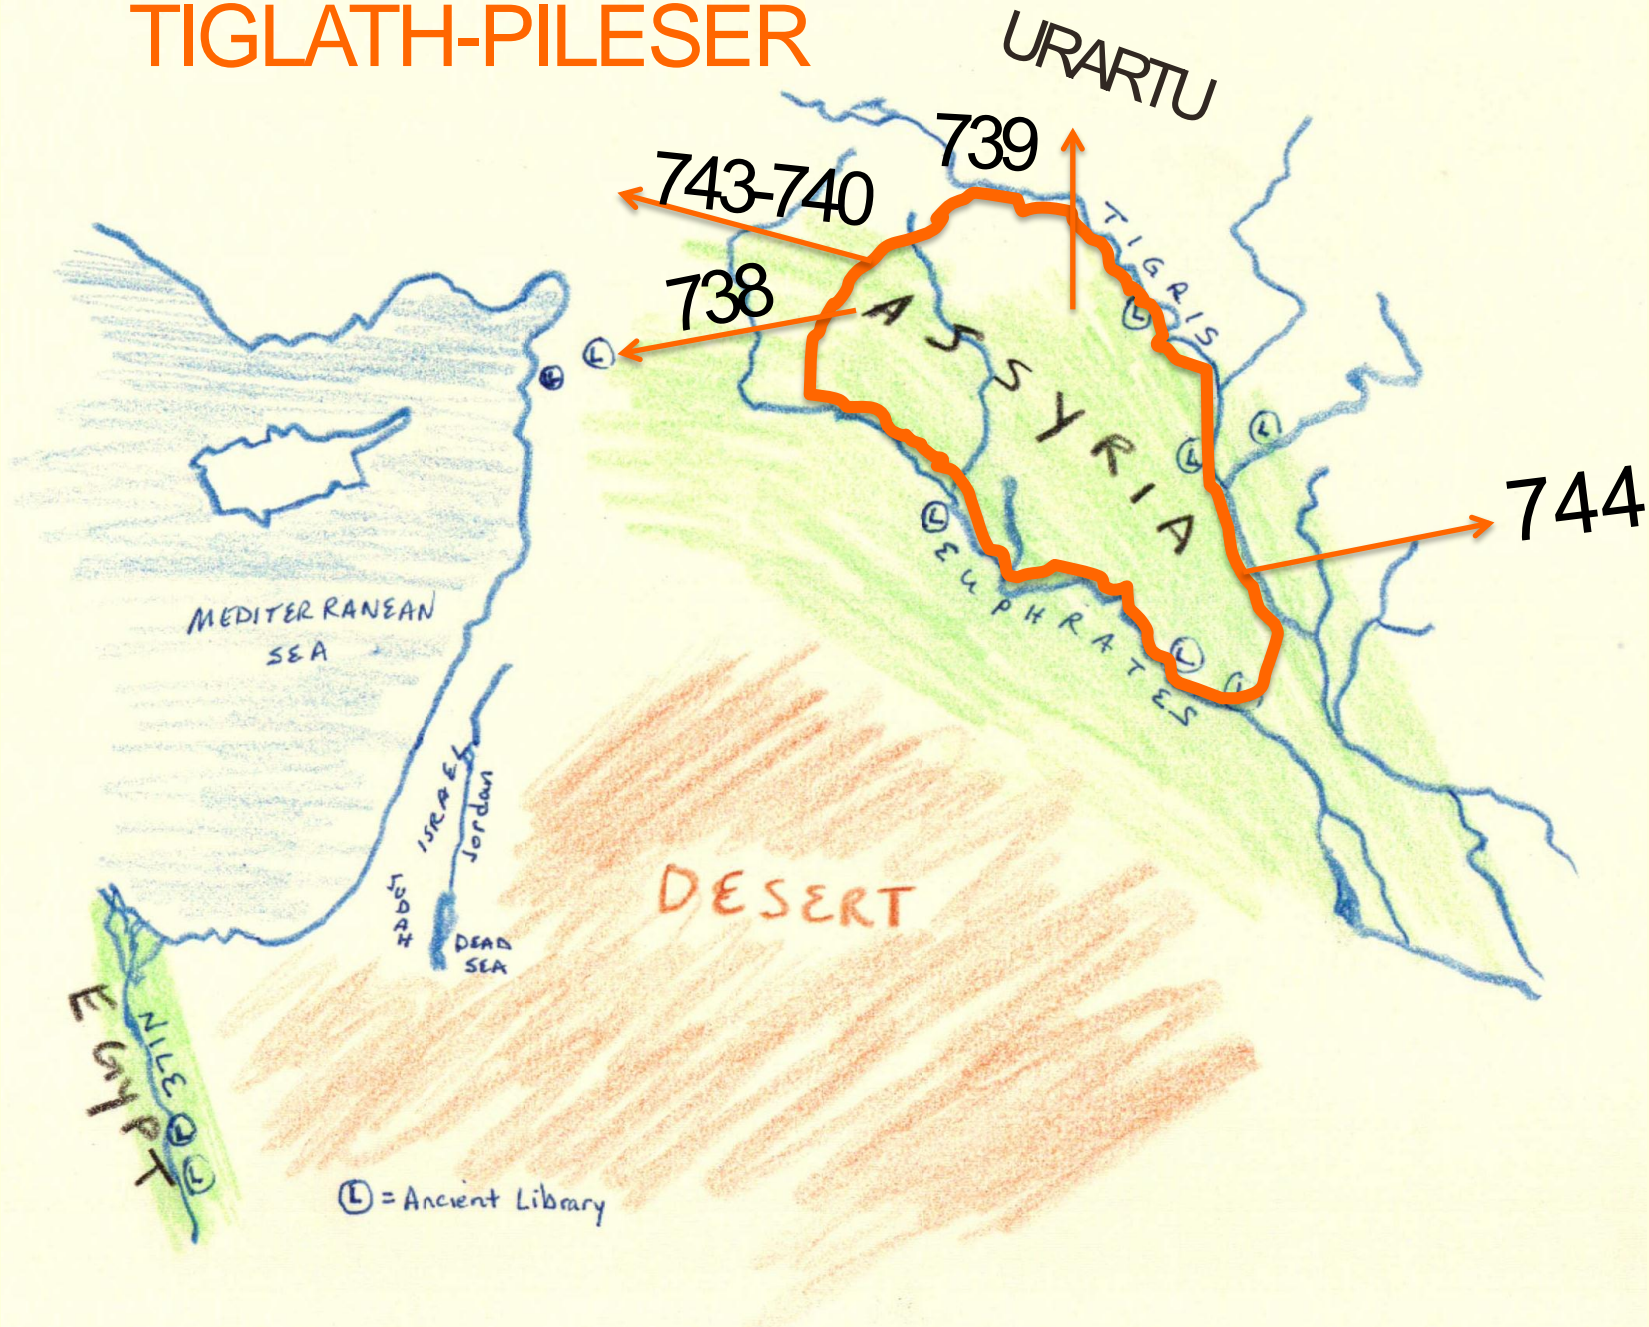 TIGLATH-PILESER
URARTU
739
743-740
738
TIGRIS
L
ASSYRIA
L
L
L
L
744
L
EUPHRATES
MEDITERRANEAN
SEA
L
L
ISRAEL
Jordan
JUDAH
DEAD
SEA
DESERT
EGYPT
NILE
L
L
L = Ancient Library